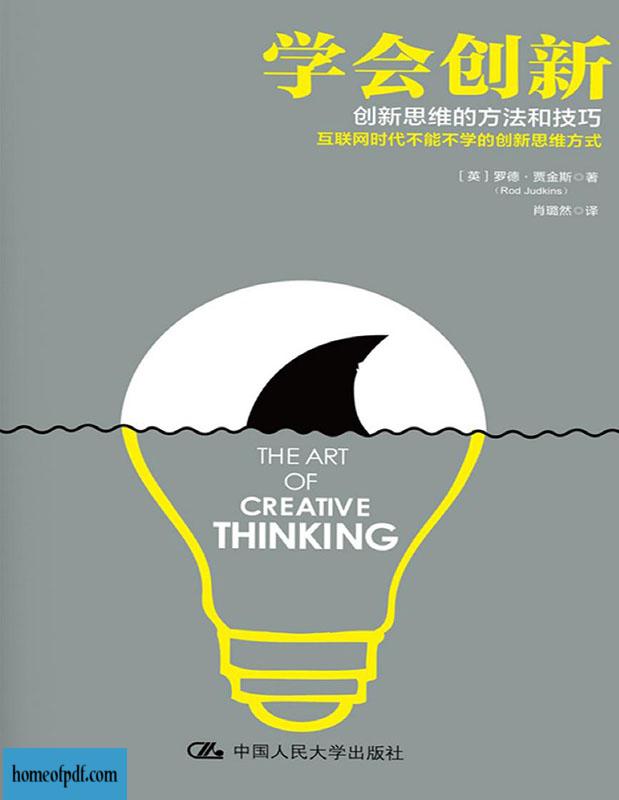 学会创新
创新思维的方法和技巧
互联网时代不能不学的创新思维方式
［英］罗德·贾金斯◎著
（Rod Judkins）
肖璐然◎译
THE ART
OF
CREATIVE
THINKING
中国人民大学出版社
homeofpdf.com